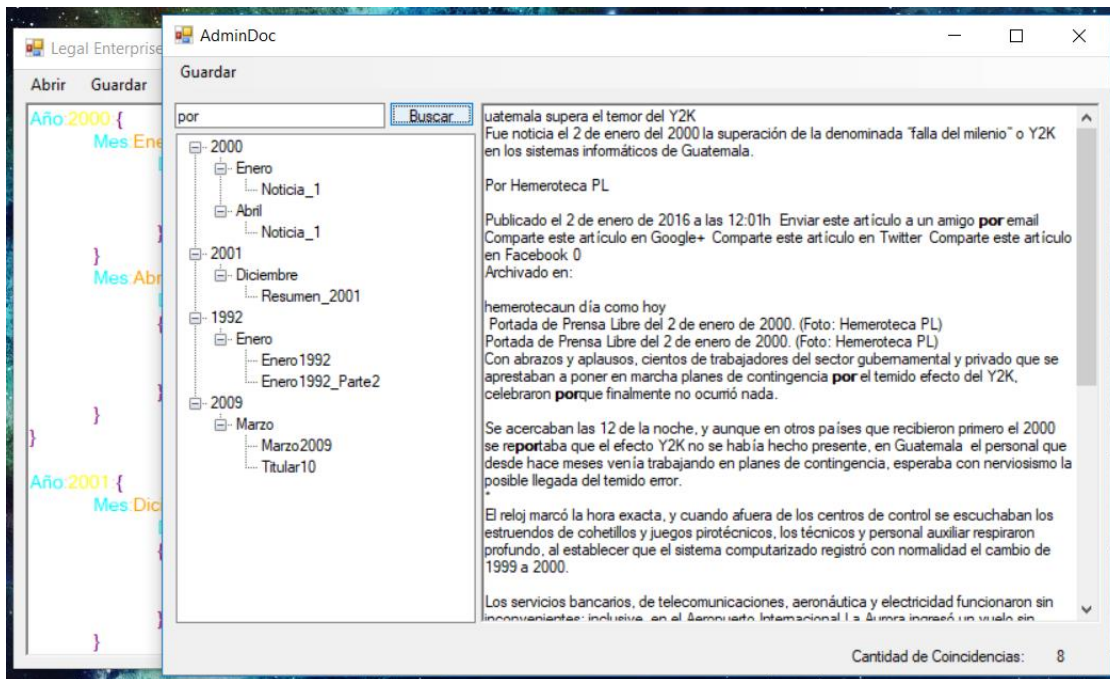 Legal Enterprise
Abrir Guardar
Año:2000:{
Mes:Ene
}
}
Mes:Abr
{
}
}
}
Año:2001:{
Mes:Dic
{
}
}
AdminDoc
Guardar
por
Buscar
2000
Enero
Noticia_1
Abril
Noticia_1
2001
Diciembre
Resumen_2001
1992
Enero
Enero1992
Enero1992_Parte2
2009
Marzo
Marzo2009
Titular10
uatemala supera el temor del Y2K
Fue noticia el 2 de enero del 2000 la superación de la denominada “falla del milenio” o Y2K
en los sistemas informáticos de Guatemala.
Por Hemeroteca PL
Publicado el 2 de enero de 2016 a las 12:01h Enviar este artículo a un amigo por email
Comparte este artículo en Google+ Comparte este artículo en Twitter Comparte este artículo
en Facebook 0
Archivado en:
hemerotecaun día como hoy
Portada de Prensa Libre del 2 de enero de 2000. (Foto: Hemeroteca PL)
Portada de Prensa Libre del 2 de enero de 2000. (Foto: Hemeroteca PL)
Con abrazos y aplausos, cientos de trabajadores del sector gubernamental y privado que se
aprestaban a poner en marcha planes de contingencia por el temido efecto del Y2K,
celebraron porque finalmente no ocurrió nada.
Se acercaban las 12 de la noche, y aunque en otros países que recibieron primero el 2000
se reportaba que el efecto Y2K no se había hecho presente, en Guatemala el personal que
desde hace meses venía trabajando en planes de contingencia, esperaba con nerviosismo la
posible llegada del temido error.
"
El reloj marcó la hora exacta, y cuando afuera de los centros de control se escuchaban los
estruendos de cohetillos y juegos pirotécnicos, los técnicos y personal auxiliar respiraron
profundo, al establecer que el sistema computarizado registró con normalidad el cambio de
1999 a 2000.
Los servicios bancarios, de telecomunicaciones, aeronáutica y electricidad funcionaron sin
inconvenientes; inclusive, en el Aeropuerto Internacional La Aurora ingresó un vuelo sin
Cantidad de Coincidencias: 8